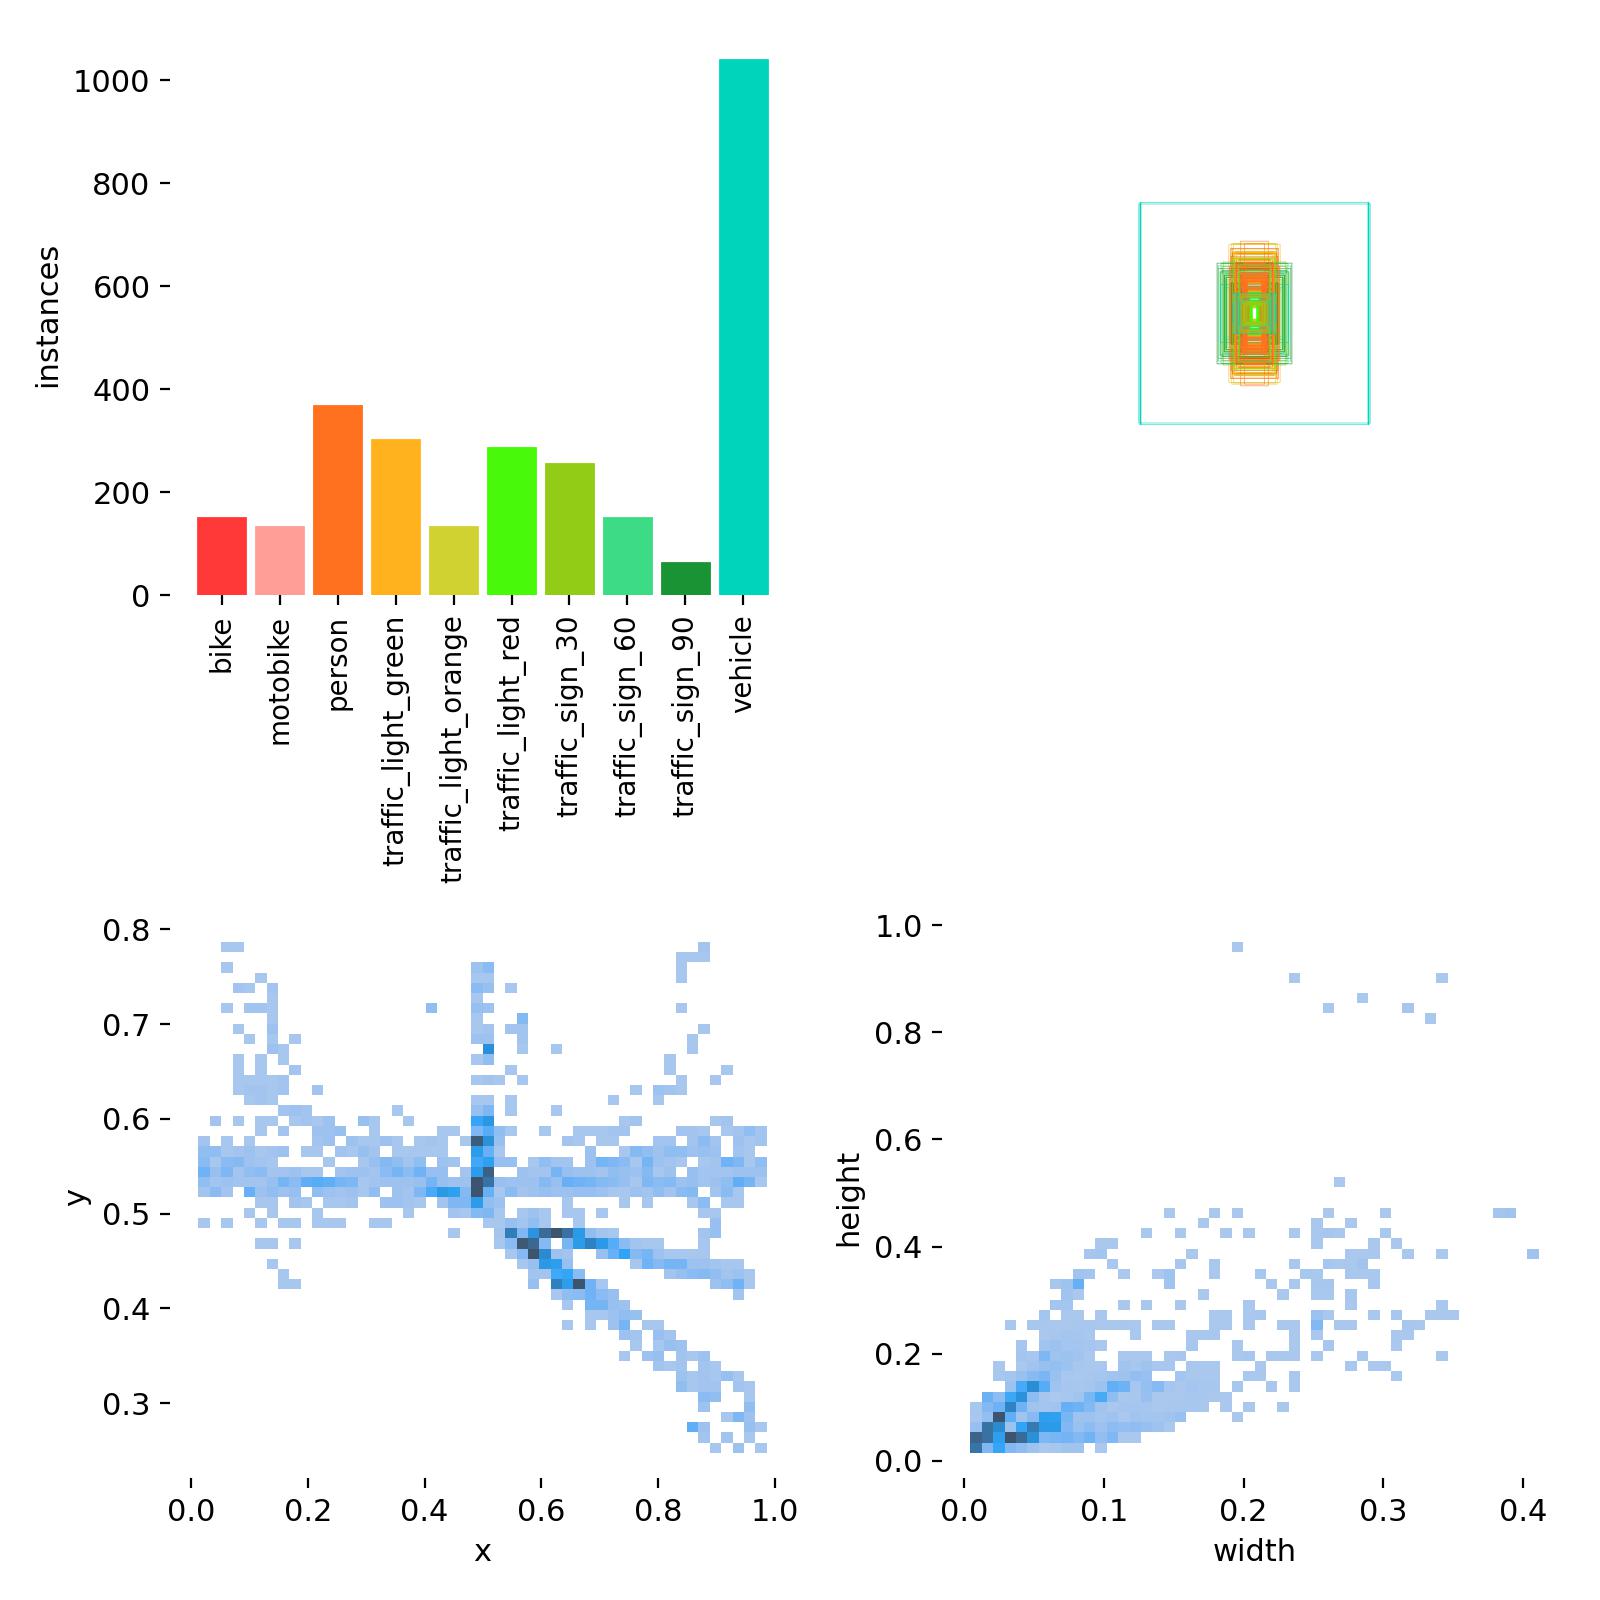 1000
800
600
400
200
0
instances
bike
motobike
person
traffic_light_green
traffic_light_orange
traffic_light_red
traffic_sign_30
traffic_sign_60
traffic_sign_90
vehicle
0.8
0.7
0.6
0.5
0.4
0.3
y
0.0 0.2 0.4 0.6 0.8 1.0
x
1.0
0.8
0.6
0.4
0.2
0.0
height
0.0 0.1 0.2 0.3 0.4
width